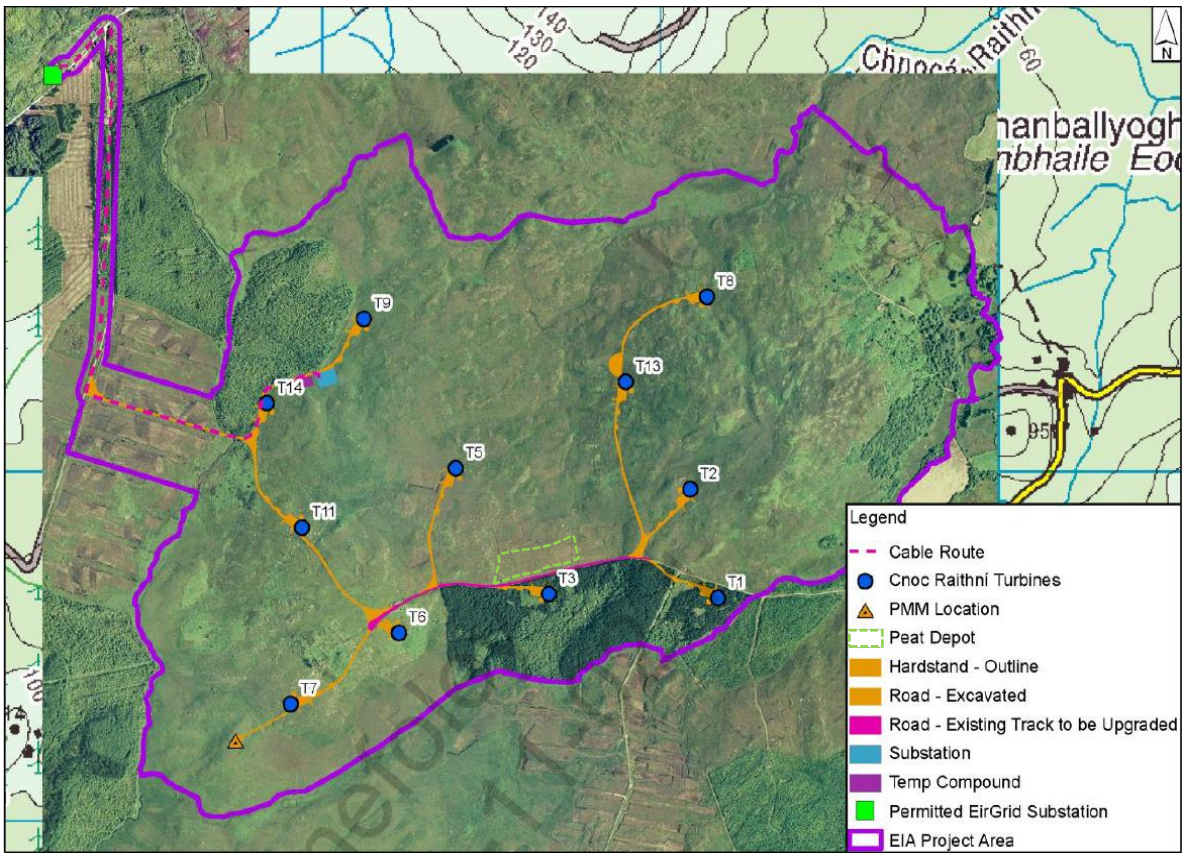 140
130
120
Chnocán Raithn
60
N
nanballyogh
nbhaile Eoc
T8
T9
T13
T14
T5
T2
95
T11
T3
T1
T6
T7
100
Legend
Cable Route
Cnoc Raithní Turbines
PMM Location
Peat Depot
Hardstand - Outline
Road - Excavated
Road - Existing Track to be Upgraded
Substation
Temp Compound
Permitted EirGrid Substation
EIA Project Area